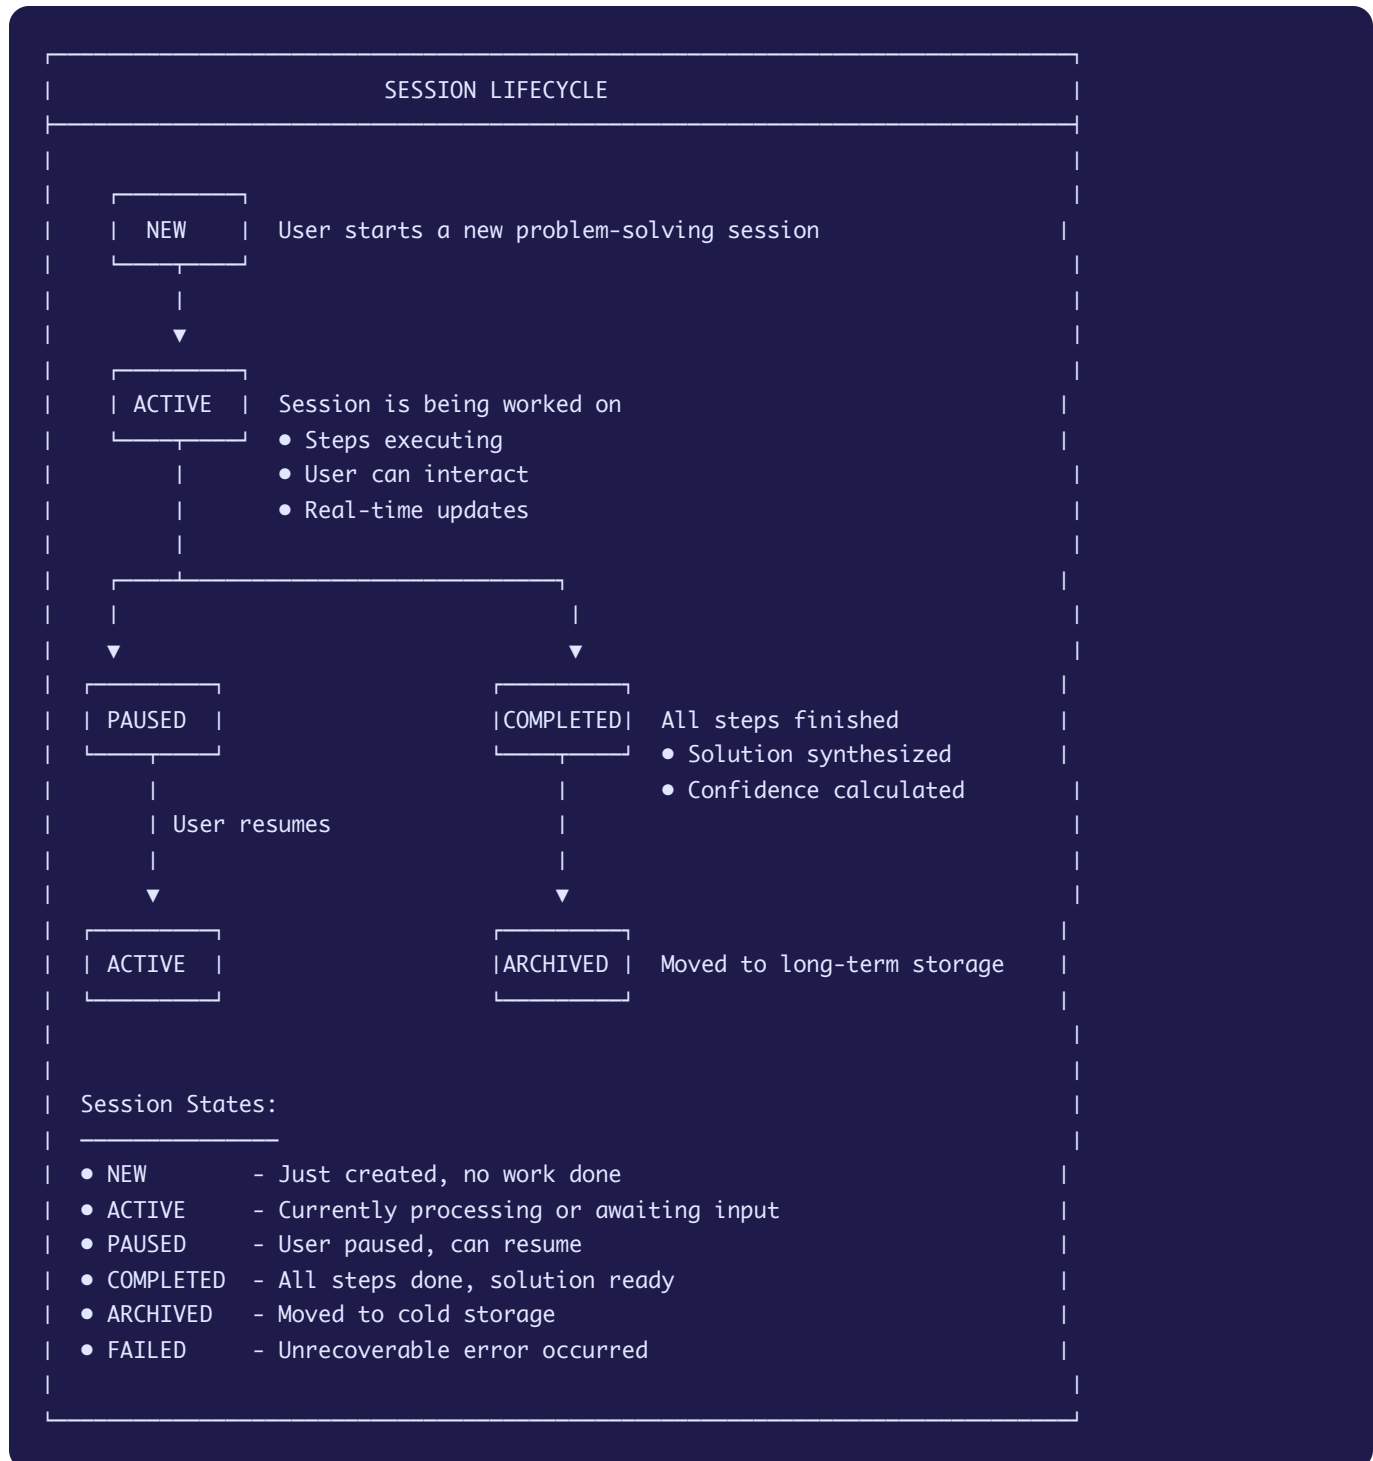 SESSION LIFECYCLE
NEW User starts a new problem-solving session
ACTIVE Session is being worked on
● Steps executing
● User can interact
● Real-time updates
PAUSED COMPLETED All steps finished
● Solution synthesized
● Confidence calculated
User resumes
ACTIVE ARCHIVED Moved to long-term storage
Session States:
● NEW - Just created, no work done
● ACTIVE - Currently processing or awaiting input
● PAUSED - User paused, can resume
● COMPLETED - All steps done, solution ready
● ARCHIVED - Moved to cold storage
● FAILED - Unrecoverable error occurred